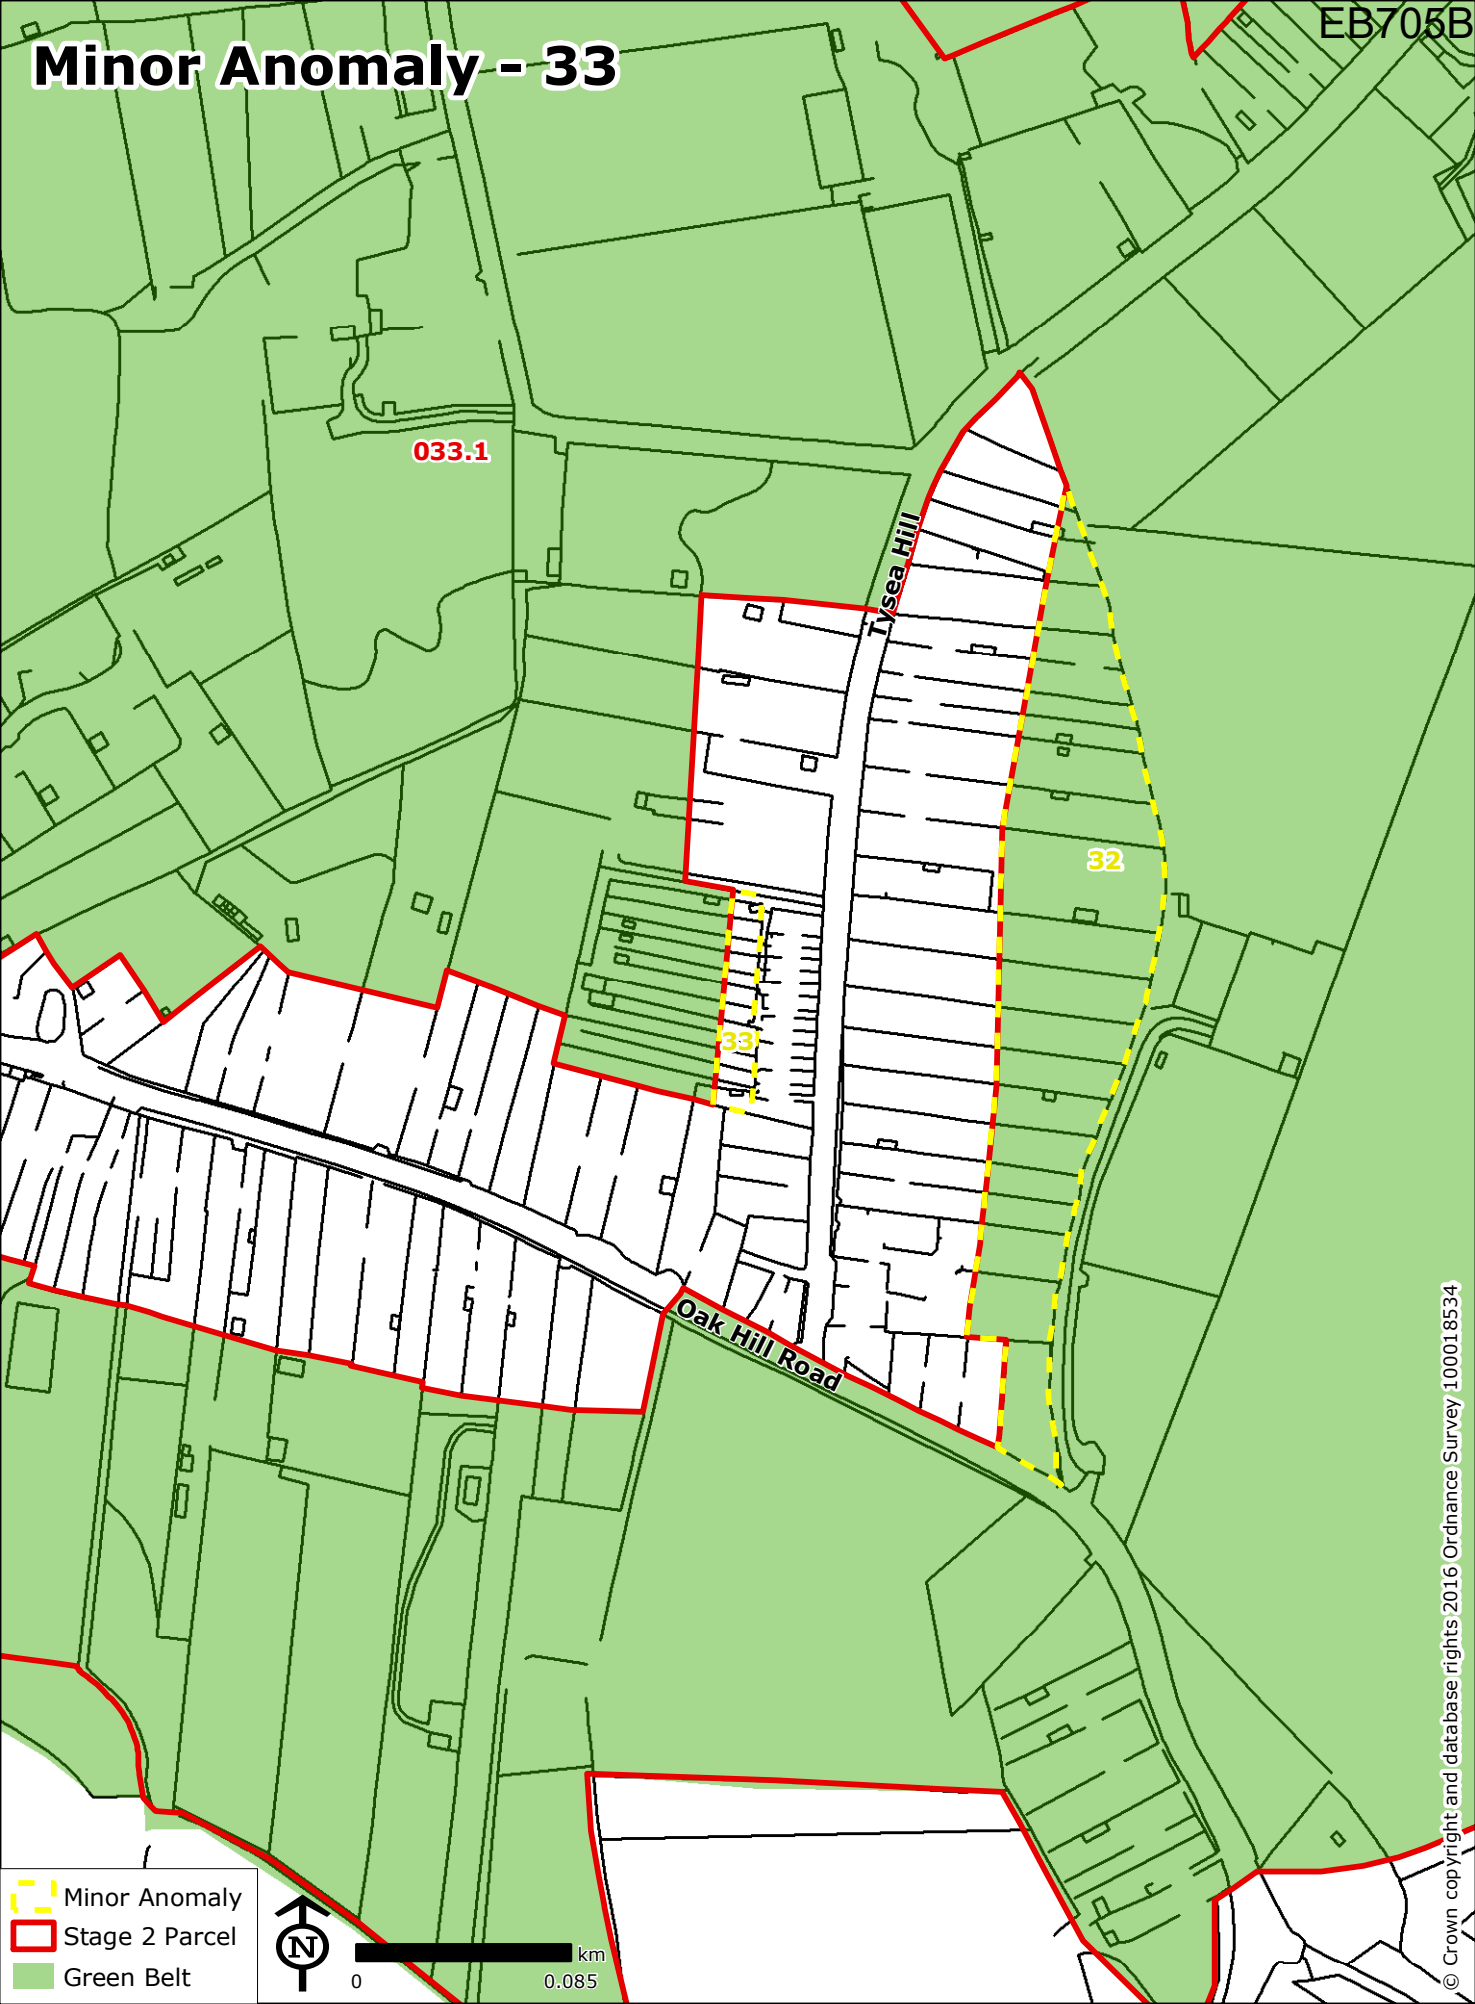 EB705B
Minor Anomaly - 33
033.1
Tysea Hill
32
33
Oak Hill Road
Minor Anomaly
Stage 2 Parcel
Green Belt
N
km
0 0.085
© Crown copyright and database rights 2016 Ordnance Survey 100018534